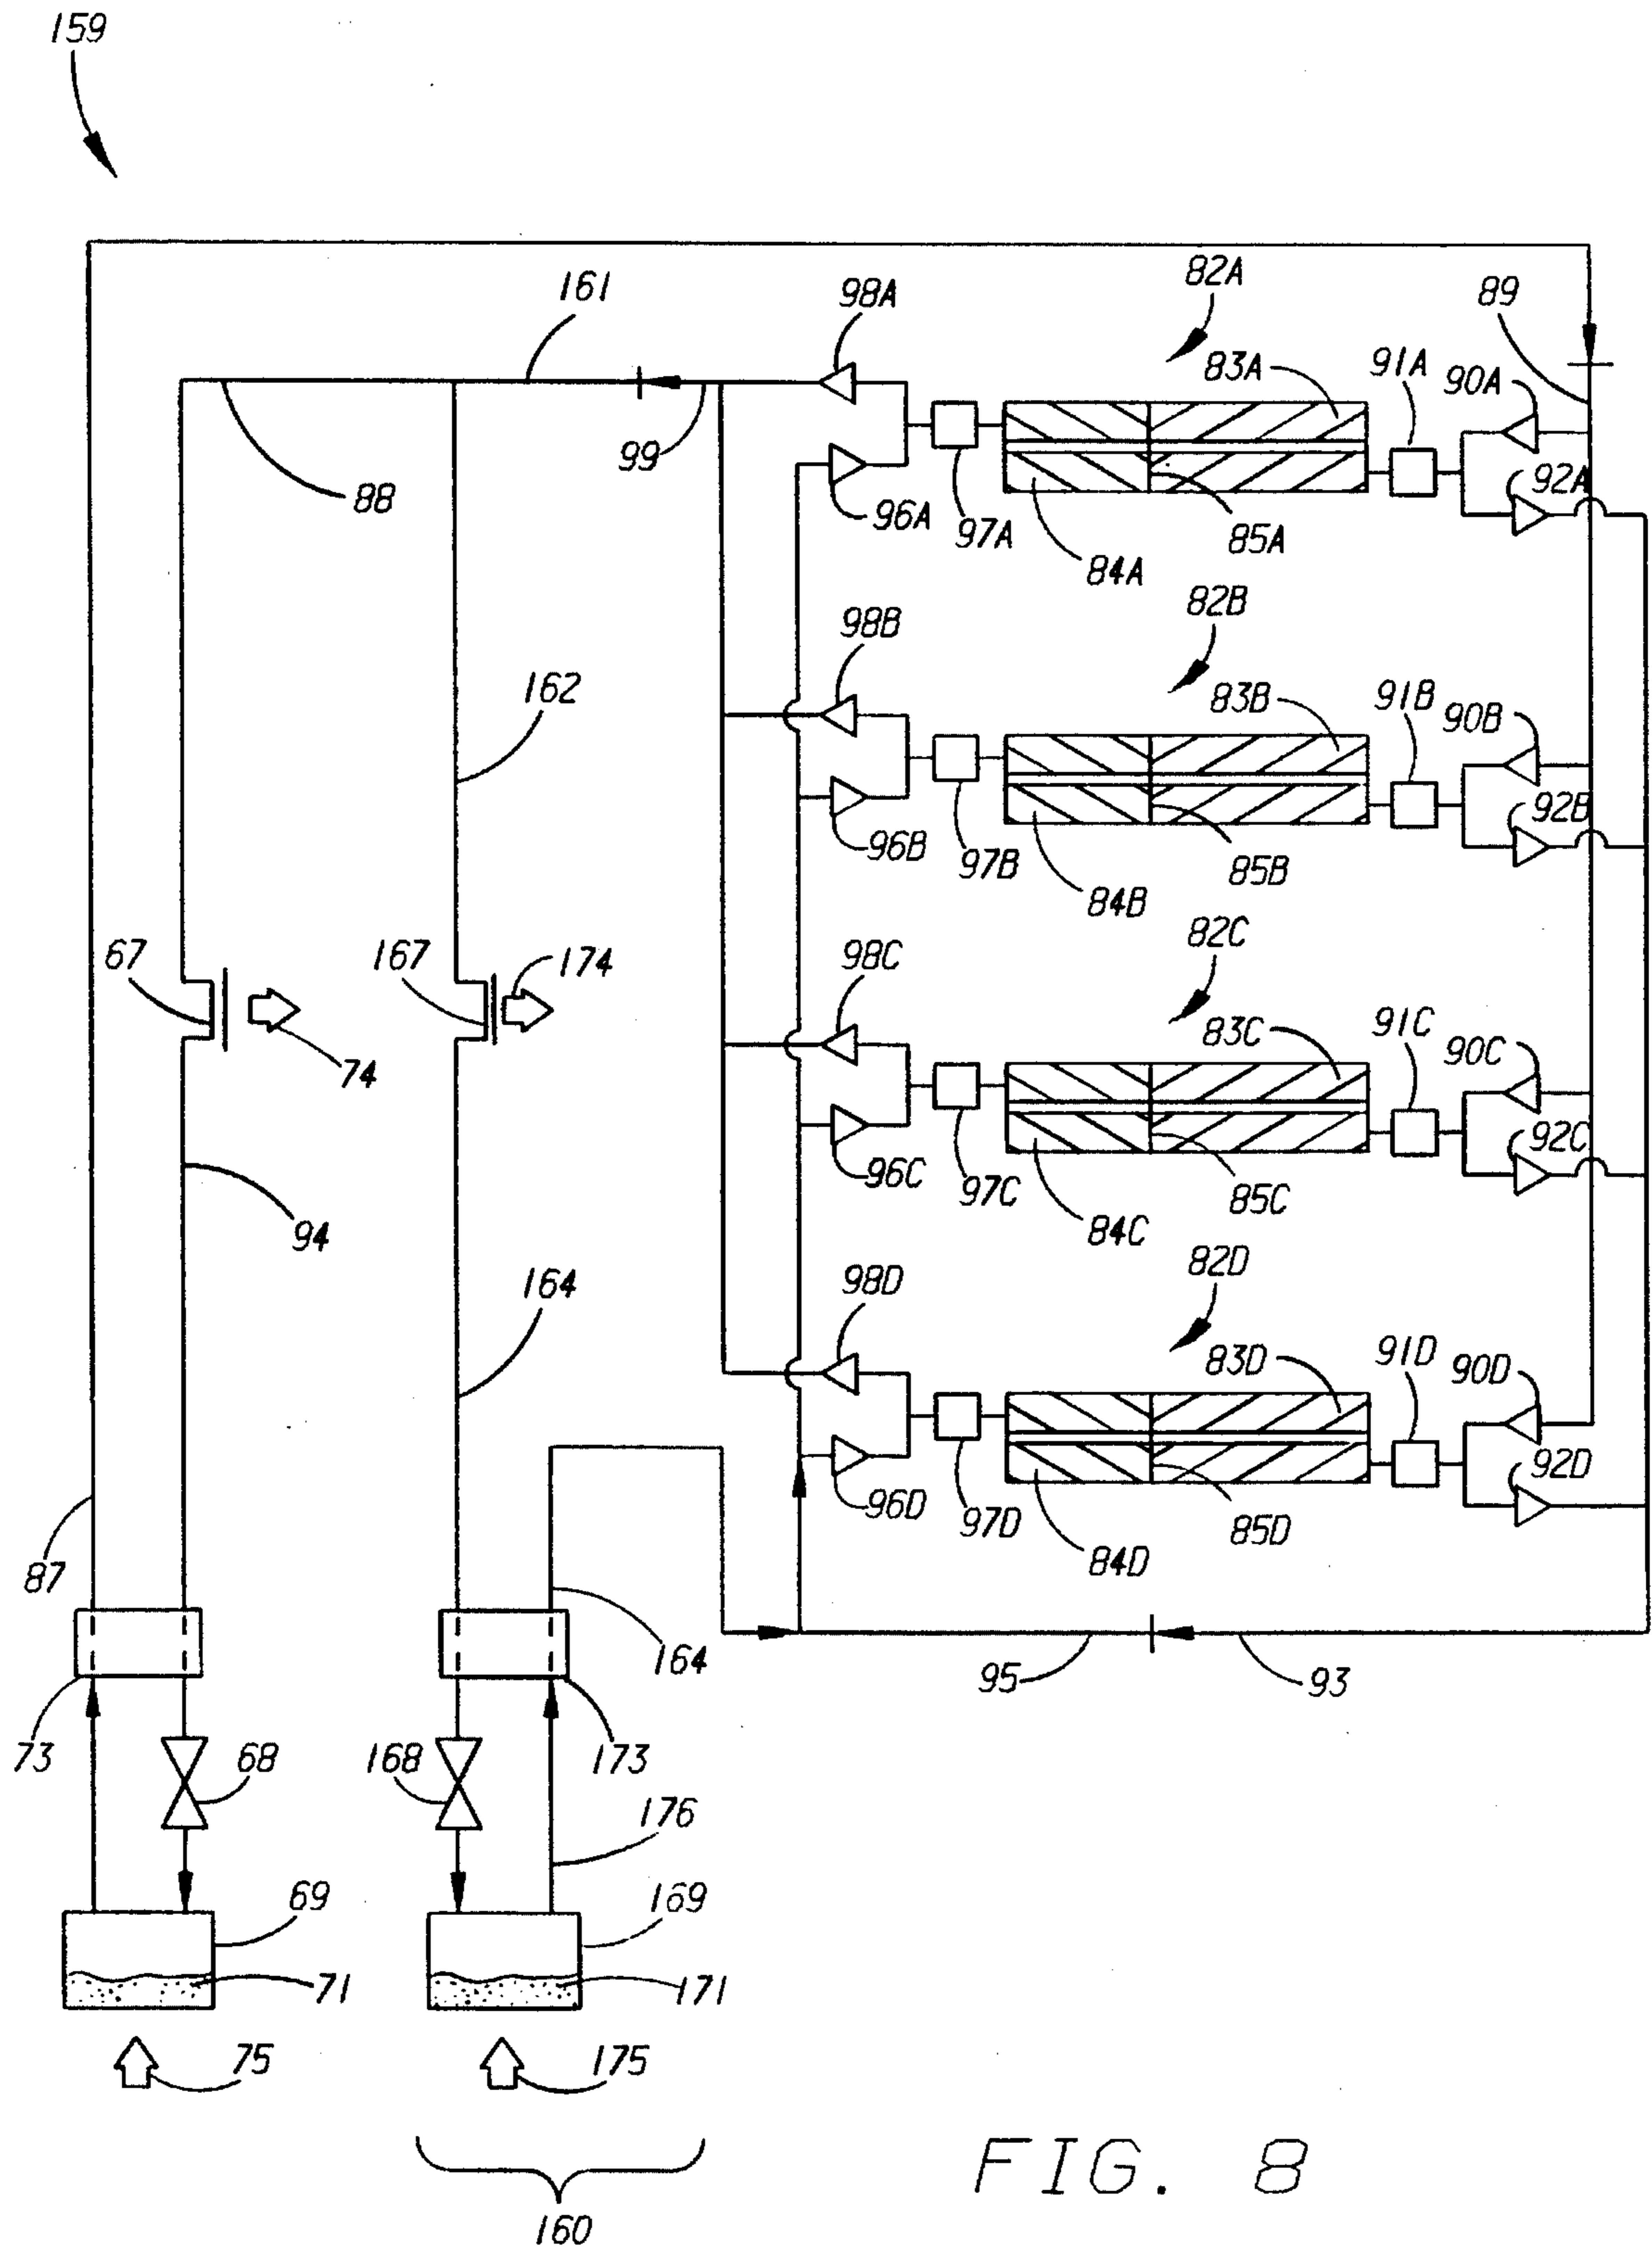 159
161
98A
82A
89
83A
91A
90A
88
99
96A
97A
84A
85A
92A
82B
98B
162
83B
91B
90B
96B
97B
84B
85B
92B
82C
67
167
174
98C
83C
91C
90C
74
96C
97C
84C
85C
92C
94
82D
164
98D
83D
91D
90D
96D
97D
84D
85D
92D
87
164
95
93
73
68
168
173
176
69
169
71
171
75
175
160
FIG. 8